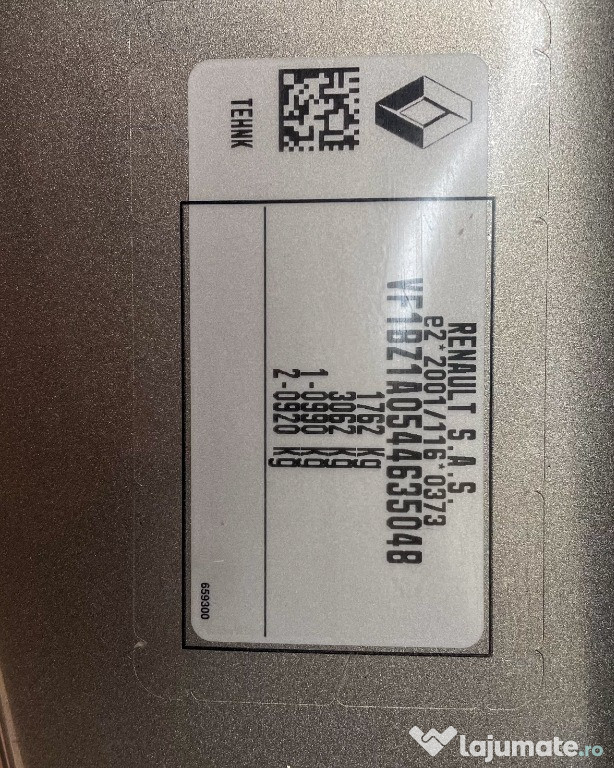 TEHNK
RENAULT S.A.S.
e2*2001/116*0373
VF1BZ1A0544635048
1762 Kg
3062 Kg
1-0990 Kg
2-0920 Kg
659300
Lajumate.ro